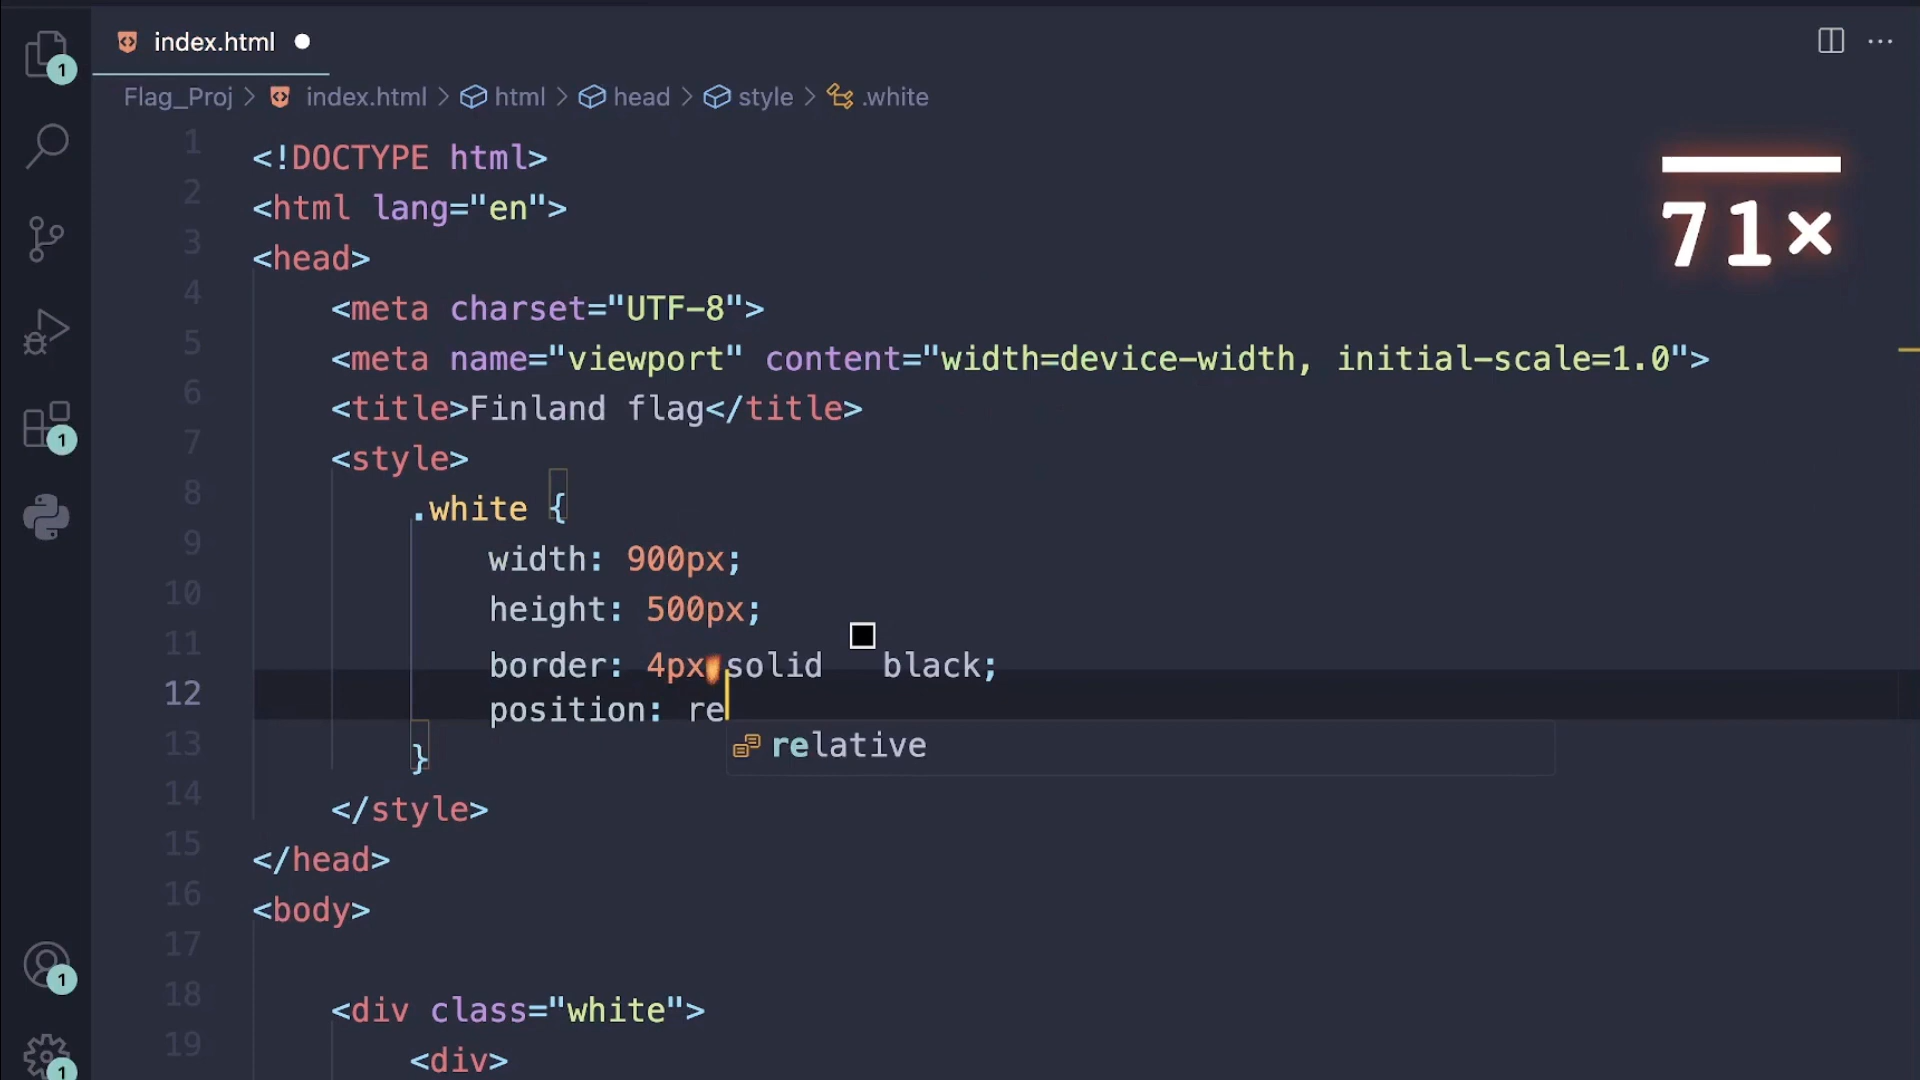 index.html
Flag_Proj > index.html > html > head > style > .white
1 <!DOCTYPE html>
2 <html lang="en">
3 <head>
4 <meta charset="UTF-8">
5 <meta name="viewport" content="width=device-width, initial-scale=1.0">
6 <title>Finland flag</title>
7 <style>
8 .white {
9 width: 900px;
10 height: 500px;
11 border: 4px solid black;
12 position: re
relative
13 }
14 </style>
15 </head>
16 <body>
17
18 <div class="white">
19 <div>
71×
1
1
1
1